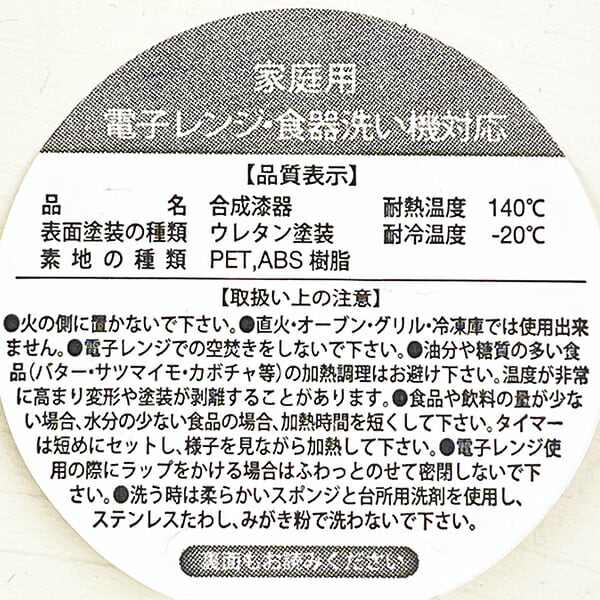 家庭用
電子レンジ・食器洗い機対応
【品質表示】
品名 合成漆器 耐熱温度 140℃
表面塗装の種類 ウレタン塗装 耐冷温度 -20℃
素地の種類 PET,ABS樹脂
【取扱い上の注意】
●火の側に置かないで下さい。●直火・オーブン・グリル・冷凍庫では使用出来
ません。●電子レンジでの空焚きをしないで下さい。●油分や糖質の多い食
品(バター・サツマイモ・カボチャ等)の加熱調理はお避け下さい。温度が非常
に高まり変形や塗装が剥離することがあります。●食品や飲料の量が少な
い場合、水分の少ない食品の場合、加熱時間を短くして下さい。タイマー
は短めにセットし、様子を見ながら加熱して下さい。●電子レンジ使
用の際にラップをかける場合はふわっとのせて密閉しないで下
さい。●洗う時は柔らかいスポンジと台所用洗剤を使用し、
ステンレスたわし、みがき粉で洗わないで下さい。
裏面もお読みください